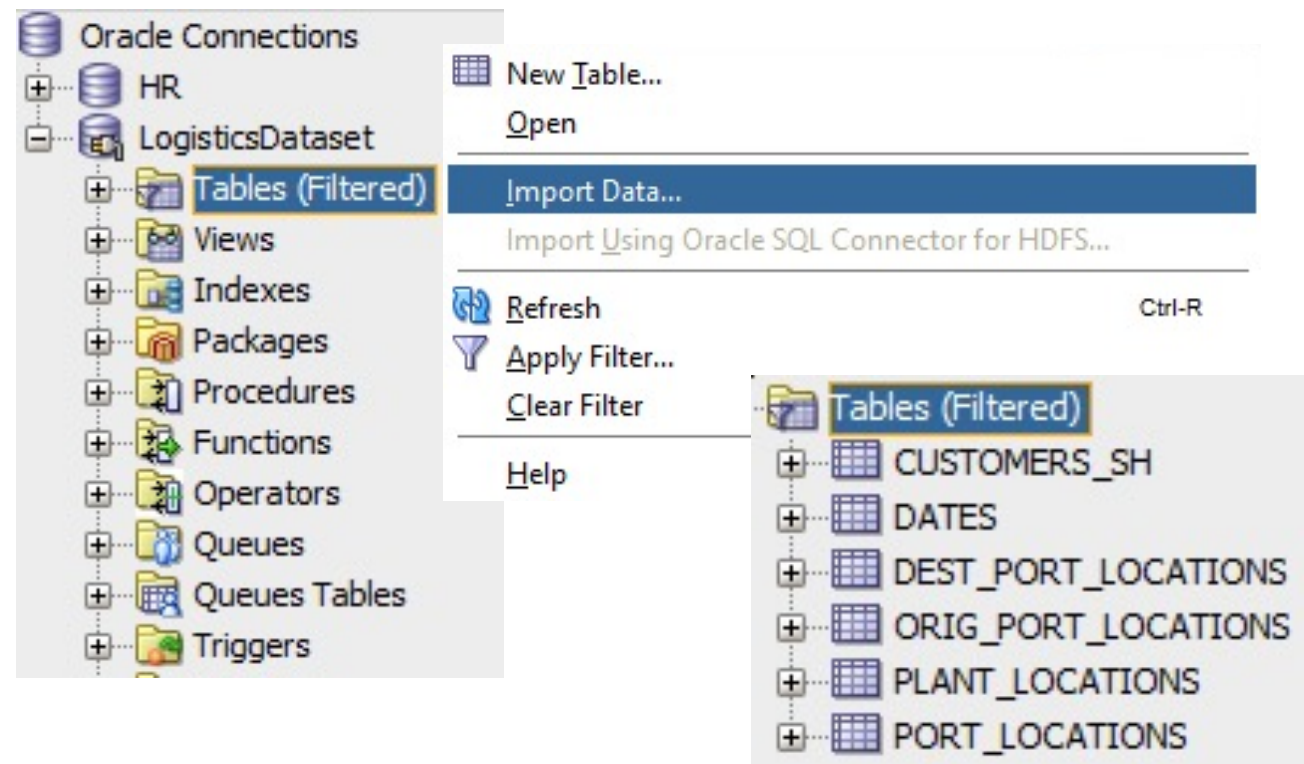 Oracle Connections
HR
LogisticsDataset
Tables (Filtered)
Views
Indexes
Packages
Procedures
Functions
Operators
Queues
Queues Tables
Triggers
New Table...
Open
Import Data...
Import Using Oracle SQL Connector for HDFS...
Refresh Ctrl-R
Apply Filter...
Clear Filter
Help
Tables (Filtered)
CUSTOMERS_SH
DATES
DEST_PORT_LOCATIONS
ORIG_PORT_LOCATIONS
PLANT_LOCATIONS
PORT_LOCATIONS